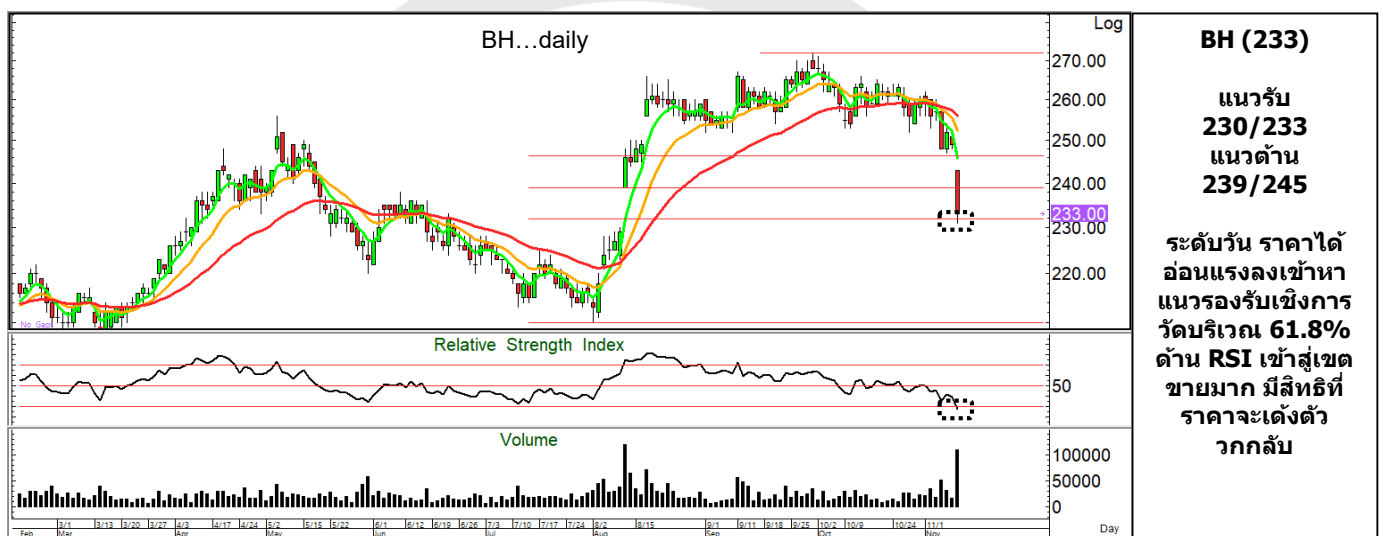 BH...daily
Log
270.00
260.00
250.00
240.00
233.00
230.00
220.00
No Gaps
Relative Strength Index
50
Volume
100000
50000
0
3/1 3/13 3/20 3/27 4/3 4/17 4/24 5/2 5/15 5/22 6/1 6/12 6/19 6/26 7/3 7/10 7/17 7/24 8/2 8/15 9/1 9/11 9/18 9/25 10/2 10/9 10/24 11/1
Feb Mar Apr May Jun Jul Aug Sep Oct Nov
Day
BH (233)
แนวรับ
230/233
แนวต้าน
239/245
ระดับวัน ราคาได้
อ่อนแรงลงเข้าหา
แนวรองรับเชิงการ
วัดบริเวณ 61.8%
ด้าน RSI เข้าสู่เขต
ขายมาก มีสิทธิที่
ราคาจะเด้งตัว
วกกลับ